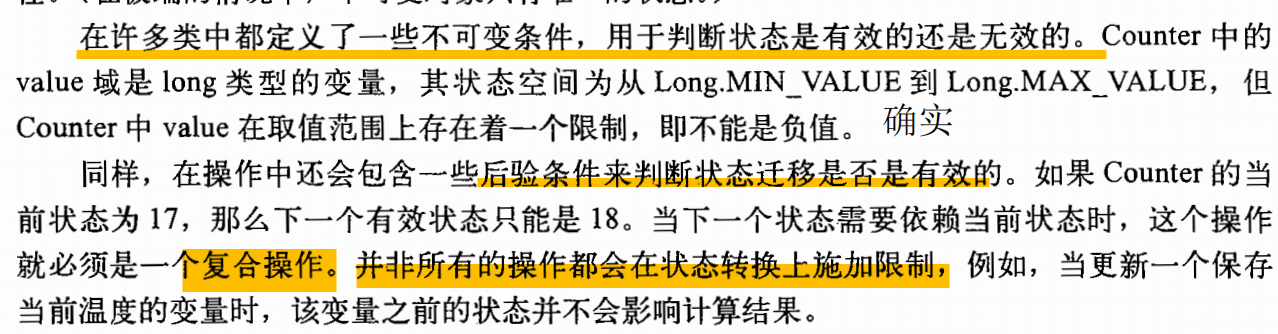 在许多类中都定义了一些不可变条件，用于判断状态是有效的还是无效的。Counter 中的
value 域是 long 类型的变量，其状态空间为从 Long.MIN_VALUE 到 Long.MAX_VALUE，但
Counter 中 value 在取值范围上存在着一个限制，即不能是负值。 确实
同样，在操作中还会包含一些后验条件来判断状态迁移是否是有效的。如果 Counter 的当
前状态为 17，那么下一个有效状态只能是 18。当下一个状态需要依赖当前状态时，这个操作
就必须是一个复合操作。并非所有的操作都会在状态转换上施加限制，例如，当更新一个保存
当前温度的变量时，该变量之前的状态并不会影响计算结果。